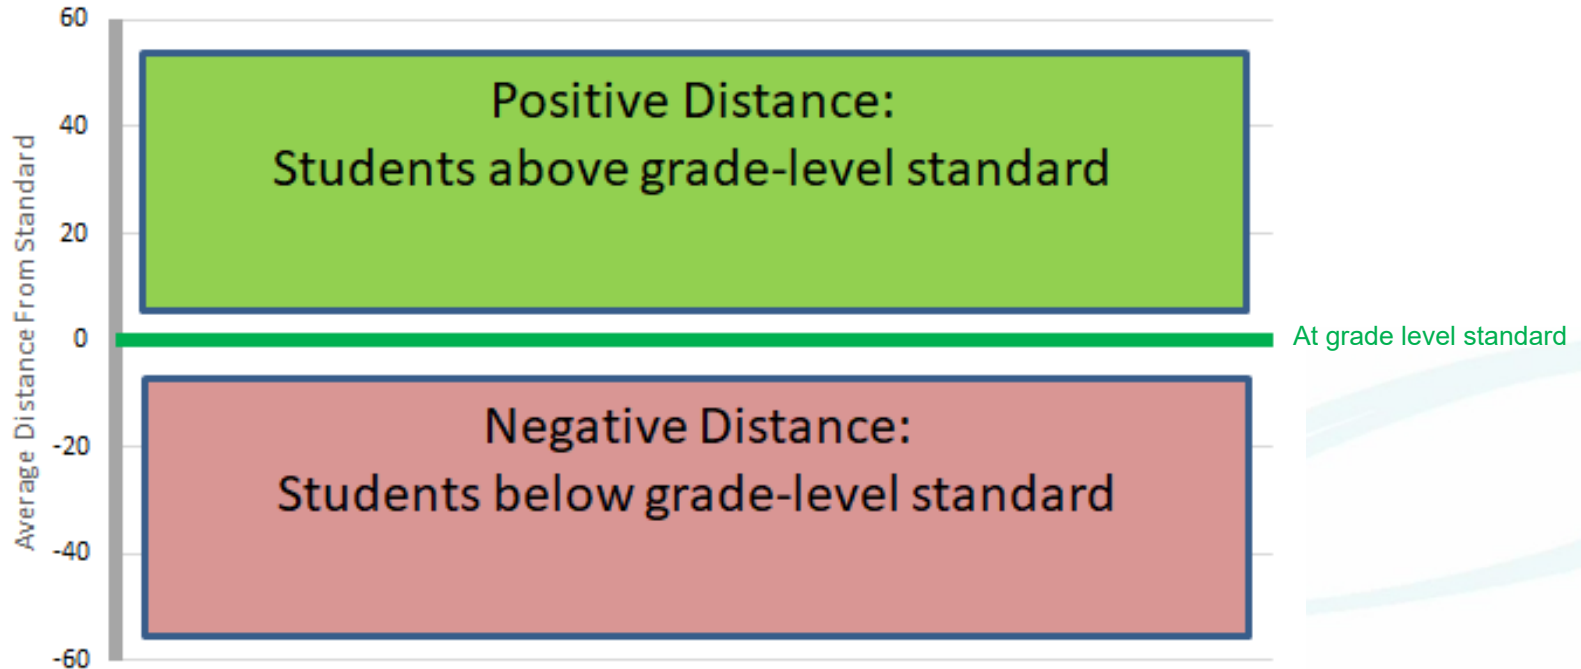 60
Positive Distance:
40
Students above grade-level standard
20
Average Distance From Standard
0
At grade level standard
Negative Distance:
-20
Students below grade-level standard
-40
-60